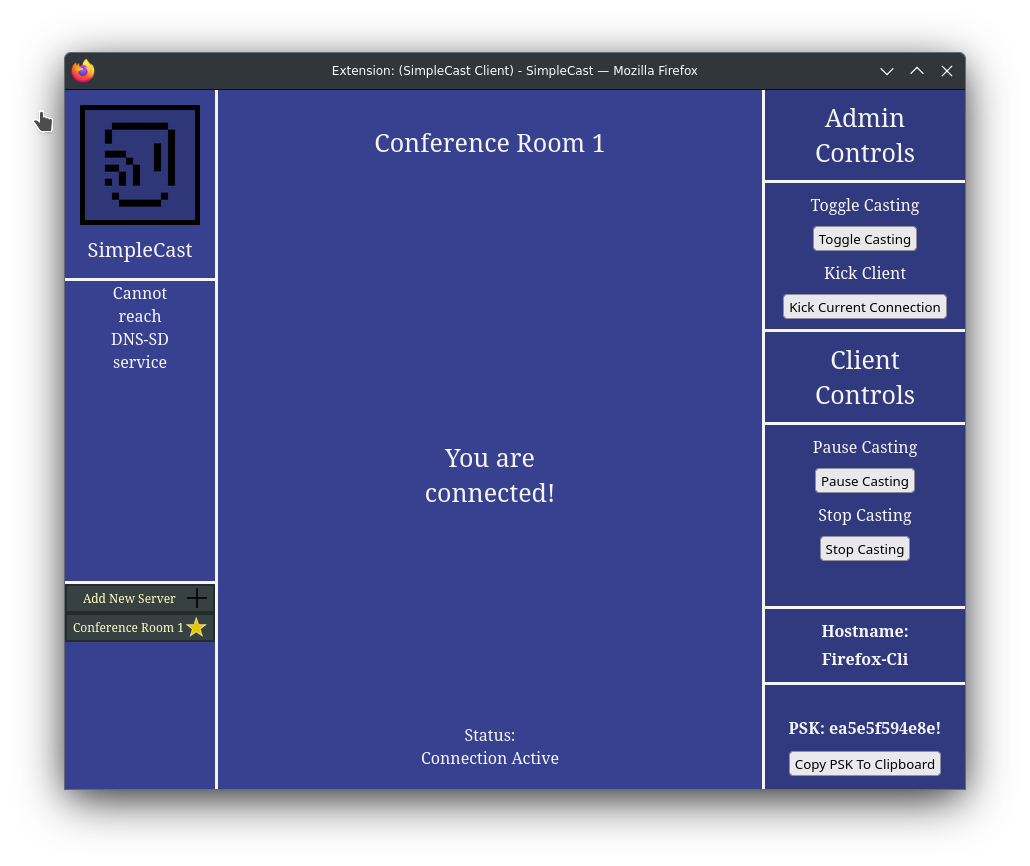 Extension: (SimpleCast Client) - SimpleCast — Mozilla Firefox
SimpleCast
Cannot
reach
DNS-SD
service
Add New Server
Conference Room 1
Conference Room 1
You are
connected!
Status:
Connection Active
Admin
Controls
Toggle Casting
Toggle Casting
Kick Client
Kick Current Connection
Client
Controls
Pause Casting
Pause Casting
Stop Casting
Stop Casting
Hostname:
Firefox-Cli
PSK: ea5e5f594e8e!
Copy PSK To Clipboard